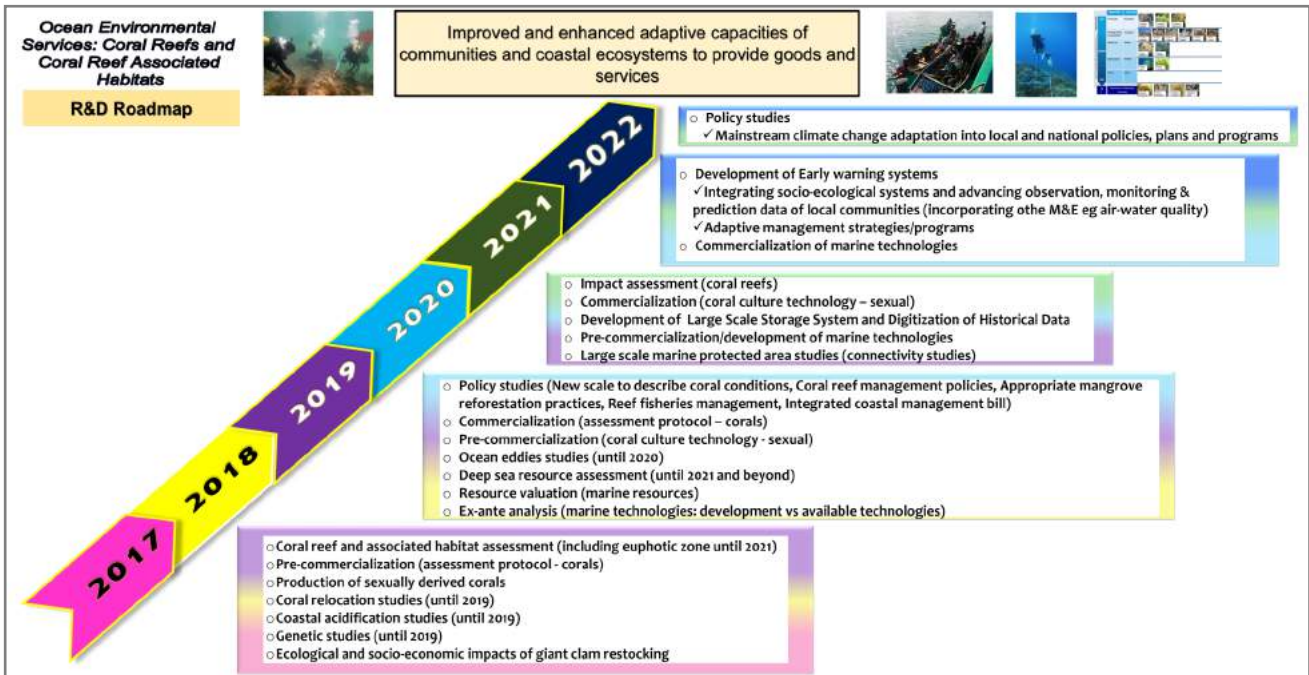 Ocean Environmental
Services: Coral Reefs and
Coral Reef Associated
Habitats
R&D Roadmap
Improved and enhanced adaptive capacities of
communities and coastal ecosystems to provide goods and
services
2022
2021
2020
2019
2018
2017
o Policy studies
✓Mainstream climate change adaptation into local and national policies, plans and programs
o Development of Early warning systems
✓Integrating socio-ecological systems and advancing observation, monitoring &
prediction data of local communities (incorporating othe M&E eg air-water quality)
✓Adaptive management strategies/programs
o Commercialization of marine technologies
o Impact assessment (coral reefs)
o Commercialization (coral culture technology – sexual)
o Development of Large Scale Storage System and Digitization of Historical Data
o Pre-commercialization/development of marine technologies
o Large scale marine protected area studies (connectivity studies)
o Policy studies (New scale to describe coral conditions, Coral reef management policies, Appropriate mangrove
reforestation practices, Reef fisheries management, Integrated coastal management bill)
o Commercialization (assessment protocol – corals)
o Pre-commercialization (coral culture technology - sexual)
o Ocean eddies studies (until 2020)
o Deep sea resource assessment (until 2021 and beyond)
o Resource valuation (marine resources)
o Ex-ante analysis (marine technologies: development vs available technologies)
o Coral reef and associated habitat assessment (including euphotic zone until 2021)
o Pre-commercialization (assessment protocol - corals)
o Production of sexually derived corals
o Coral relocation studies (until 2019)
o Coastal acidification studies (until 2019)
o Genetic studies (until 2019)
o Ecological and socio-economic impacts of giant clam restocking